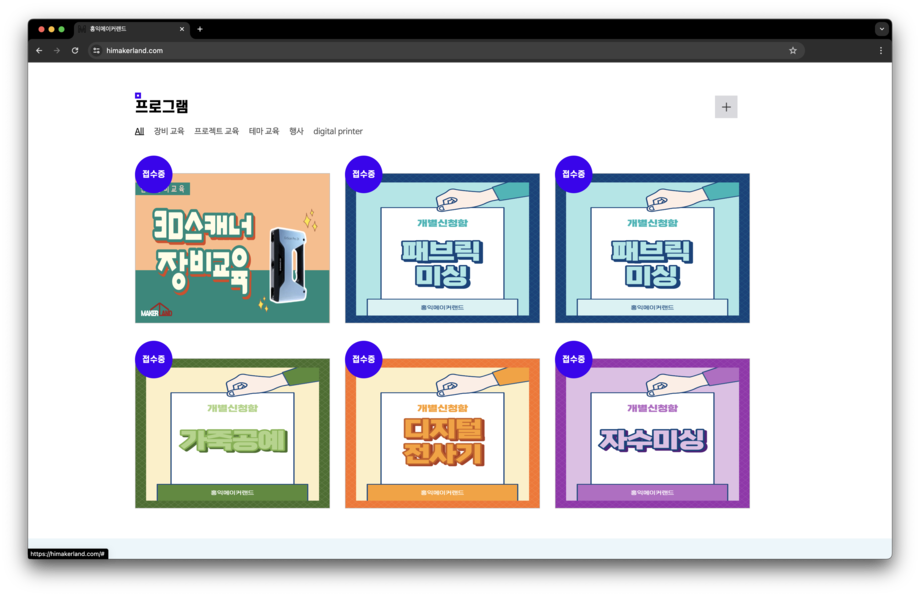 홍익메이커랜드
himakerland.com
프로그램
All 장비 교육 프로젝트 교육 테마 교육 행사 digital printer
접수중
교육
3D스캐너
장비교육
MAKER LAND
접수중
개별신청함
패브릭
미싱
홍익메이커랜드
접수중
개별신청함
패브릭
미싱
홍익메이커랜드
접수중
개별신청함
가죽공예
홍익메이커랜드
접수중
개별신청함
디지털
전사기
홍익메이커랜드
접수중
개별신청함
자수미싱
홍익메이커랜드
https://himakerland.com/#